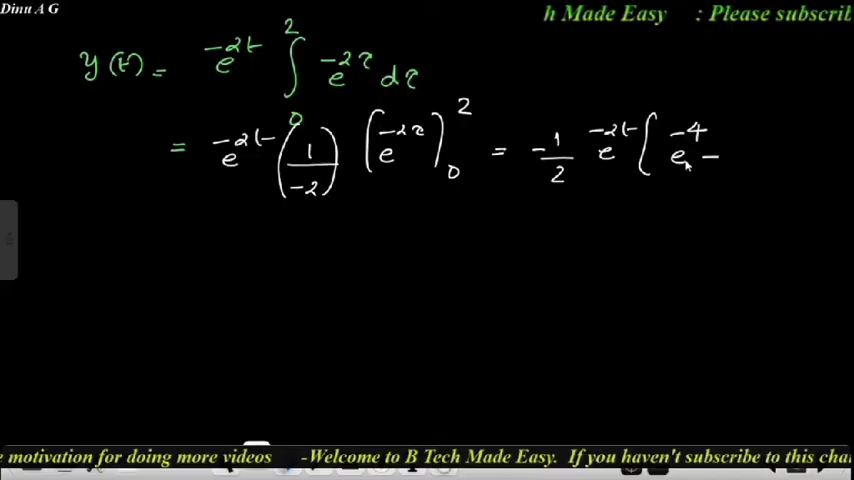 Dinu A G
h Made Easy : Please subscrib
y(t) = e^{-2t} ∫_0^2 e^{-2τ} dτ
= e^{-2t} (1/-2) [e^{-2τ}]_0^2 = -1/2 e^{-2t} [e^{-4} -
e motivation for doing more videos -Welcome to B Tech Made Easy. If you haven't subscribe to this cha